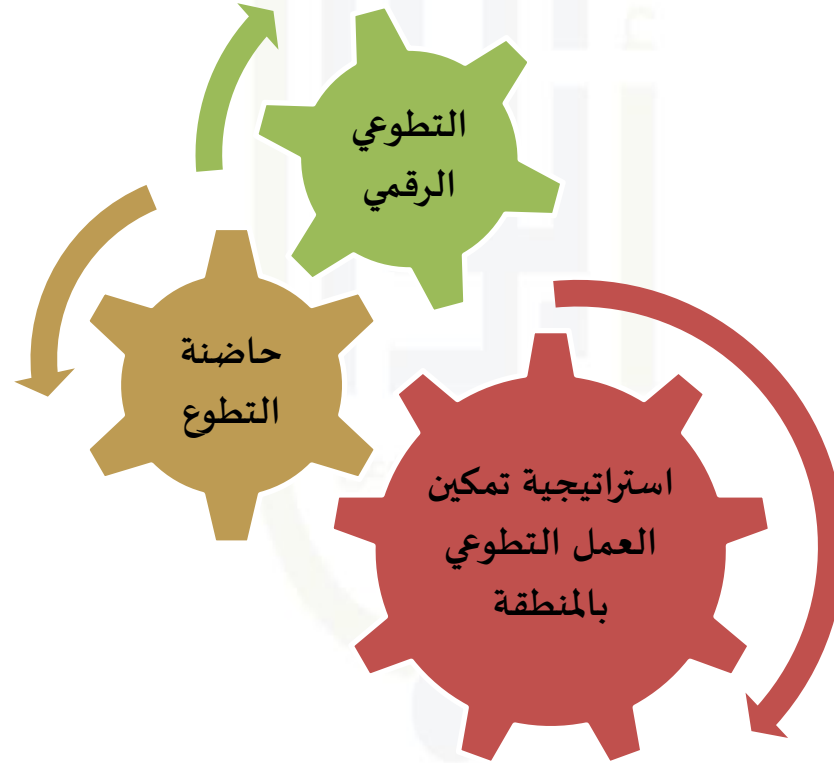 التطوعي
الرقمي
حاضنة
التطوع
استراتيجية تمكين
العمل التطوعي
بالمنطقة